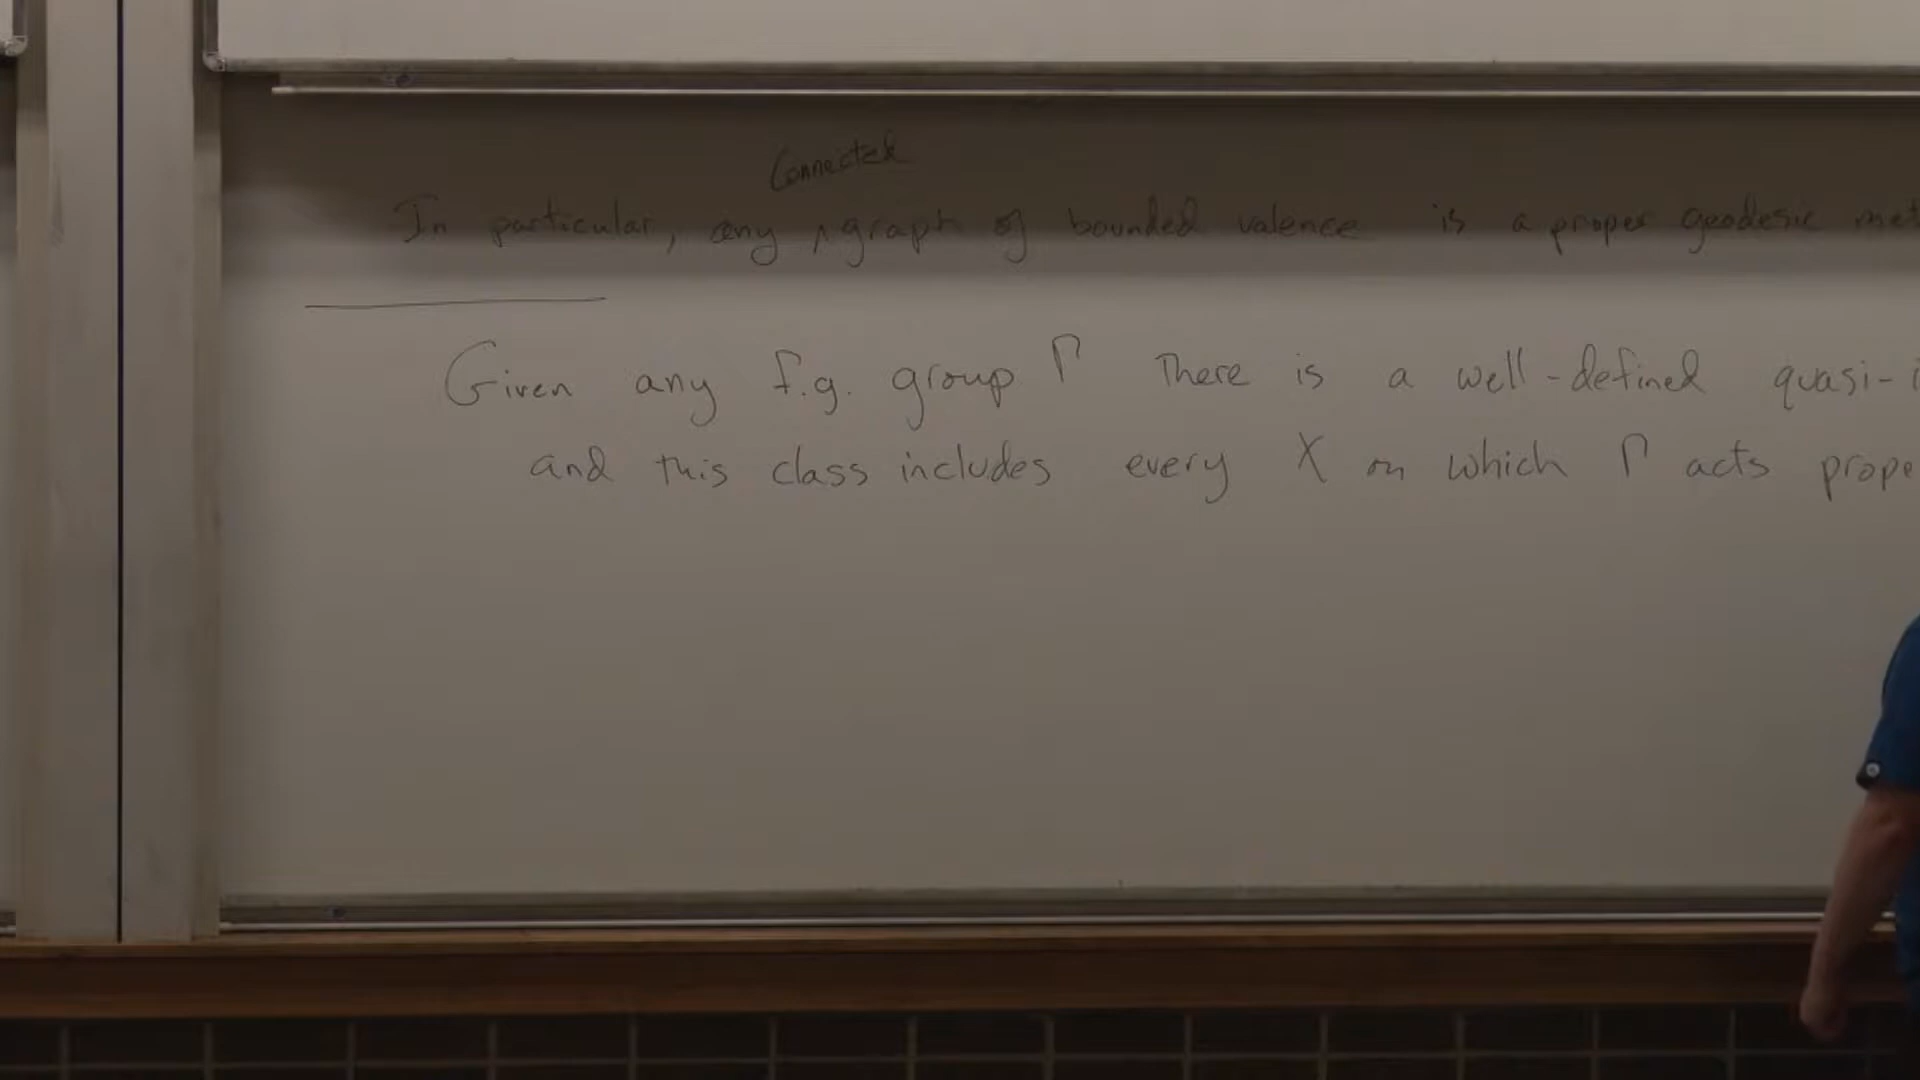 Connected
In particular, any ∧ graph of bounded valence is a proper geodesic met
Given any f.g. group Γ there is a well-defined quasi-i
and this class includes every X on which Γ acts prope